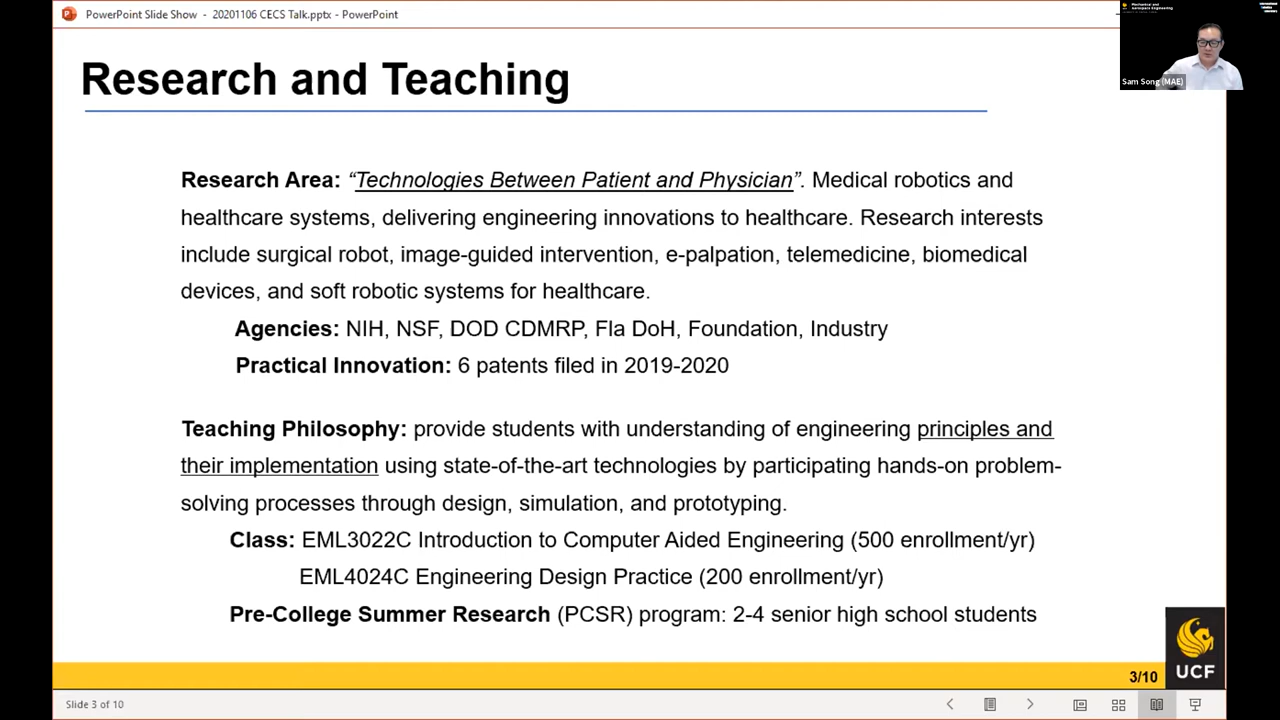 PowerPoint Slide Show - 20201106 CECS Talk.pptx - PowerPoint
Mechanical and
Aerospace Engineering
Sam Song (MAE)
Research and Teaching
Research Area: “Technologies Between Patient and Physician”. Medical robotics and
healthcare systems, delivering engineering innovations to healthcare. Research interests
include surgical robot, image-guided intervention, e-palpation, telemedicine, biomedical
devices, and soft robotic systems for healthcare.
Agencies: NIH, NSF, DOD CDMRP, Fla DoH, Foundation, Industry
Practical Innovation: 6 patents filed in 2019-2020
Teaching Philosophy: provide students with understanding of engineering principles and
their implementation using state-of-the-art technologies by participating hands-on problem-
solving processes through design, simulation, and prototyping.
Class: EML3022C Introduction to Computer Aided Engineering (500 enrollment/yr)
EML4024C Engineering Design Practice (200 enrollment/yr)
Pre-College Summer Research (PCSR) program: 2-4 senior high school students
UCF
3/10
Slide 3 of 10